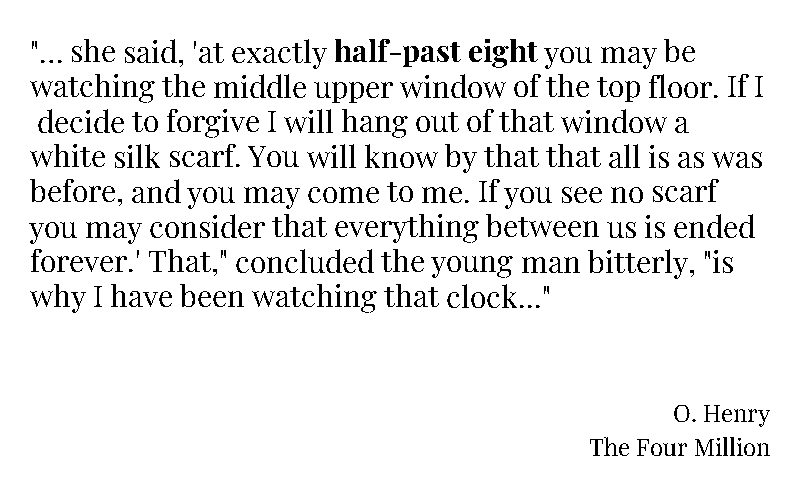 "... she said, 'at exactly half-past eight you may be
watching the middle upper window of the top floor. If I
decide to forgive I will hang out of that window a
white silk scarf. You will know by that that all is as was
before, and you may come to me. If you see no scarf
you may consider that everything between us is ended
forever.' That," concluded the young man bitterly, "is
why I have been watching that clock..."
O. Henry
The Four Million